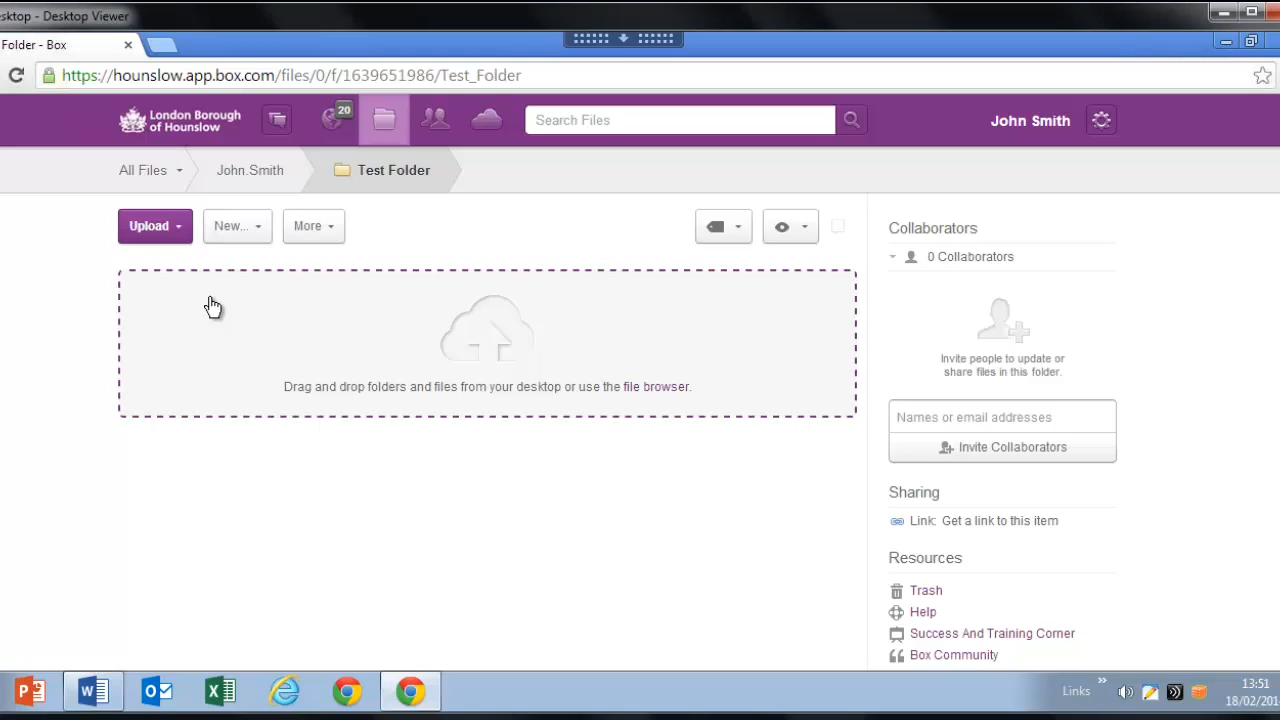 sktop - Desktop Viewer
Folder - Box
https://hounslow.app.box.com/files/0/f/1639651986/Test_Folder
London Borough
of Hounslow
20
Search Files
John Smith
All Files
John.Smith
Test Folder
Upload
New...
More
Collaborators
0 Collaborators
Invite people to update or
share files in this folder.
Drag and drop folders and files from your desktop or use the file browser.
Names or email addresses
Invite Collaborators
Sharing
Link: Get a link to this item
Resources
Trash
Help
Success And Training Corner
Box Community
Links
13:51
18/02/201